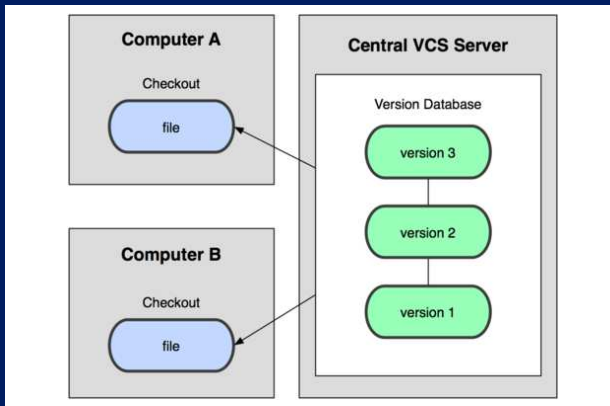 Computer A
Checkout
file
Computer B
Checkout
file
Central VCS Server
Version Database
version 3
version 2
version 1